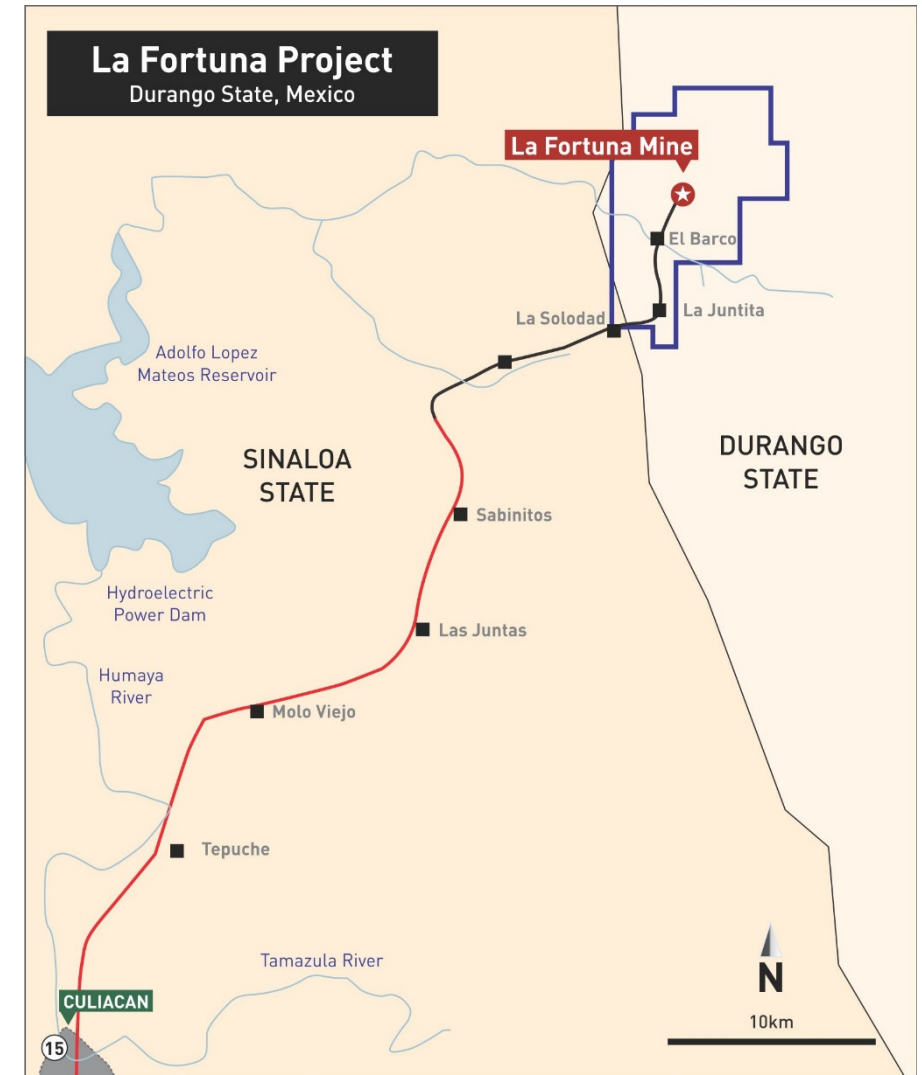 La Fortuna Project
Durango State, Mexico
La Fortuna Mine
El Barco
La Juntita
La Solodad
Adolfo Lopez
Mateos Reservoir
SINALOA
STATE
DURANGO
STATE
Sabinitos
Hydroelectric
Power Dam
Las Juntas
Humaya
River
Molo Viejo
Tepuche
Tamazula River
N
CULIACAN
10km
15